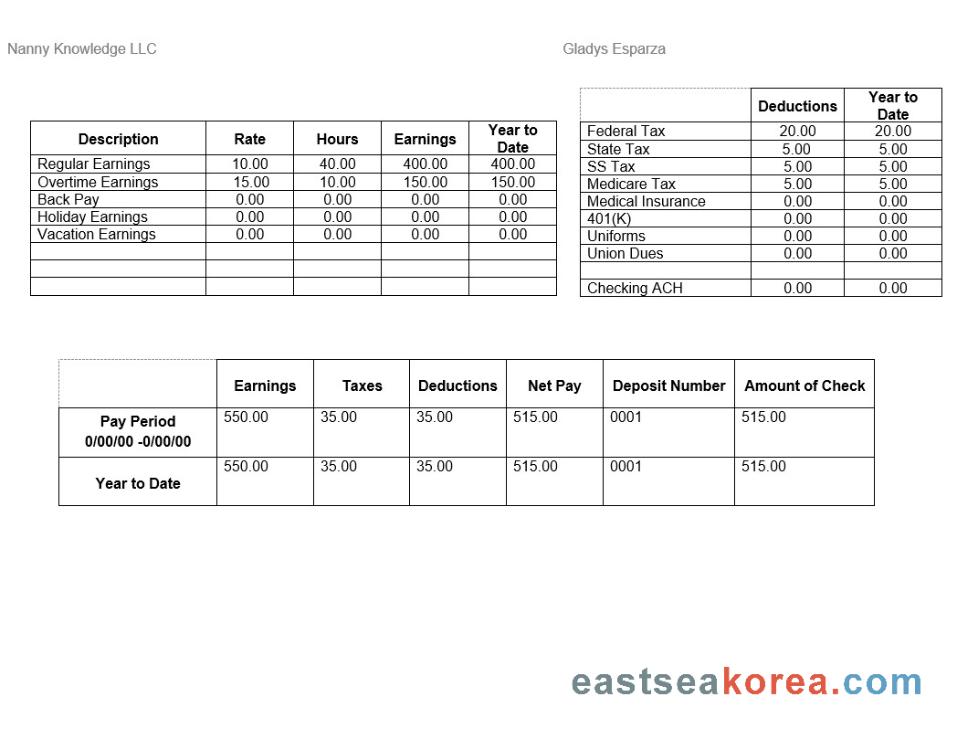 Nanny Knowledge LLC Gladys Esparza
Description Rate Hours Earnings Year to Date
Regular Earnings 10.00 40.00 400.00 400.00
Overtime Earnings 15.00 10.00 150.00 150.00
Back Pay 0.00 0.00 0.00 0.00
Holiday Earnings 0.00 0.00 0.00 0.00
Vacation Earnings 0.00 0.00 0.00 0.00
Deductions Year to Date
Federal Tax 20.00 20.00
State Tax 5.00 5.00
SS Tax 5.00 5.00
Medicare Tax 5.00 5.00
Medical Insurance 0.00 0.00
401(K) 0.00 0.00
Uniforms 0.00 0.00
Union Dues 0.00 0.00
Checking ACH 0.00 0.00
Earnings Taxes Deductions Net Pay Deposit Number Amount of Check
Pay Period 0/00/00 -0/00/00 550.00 35.00 35.00 515.00 0001 515.00
Year to Date 550.00 35.00 35.00 515.00 0001 515.00
eastseakorea.com